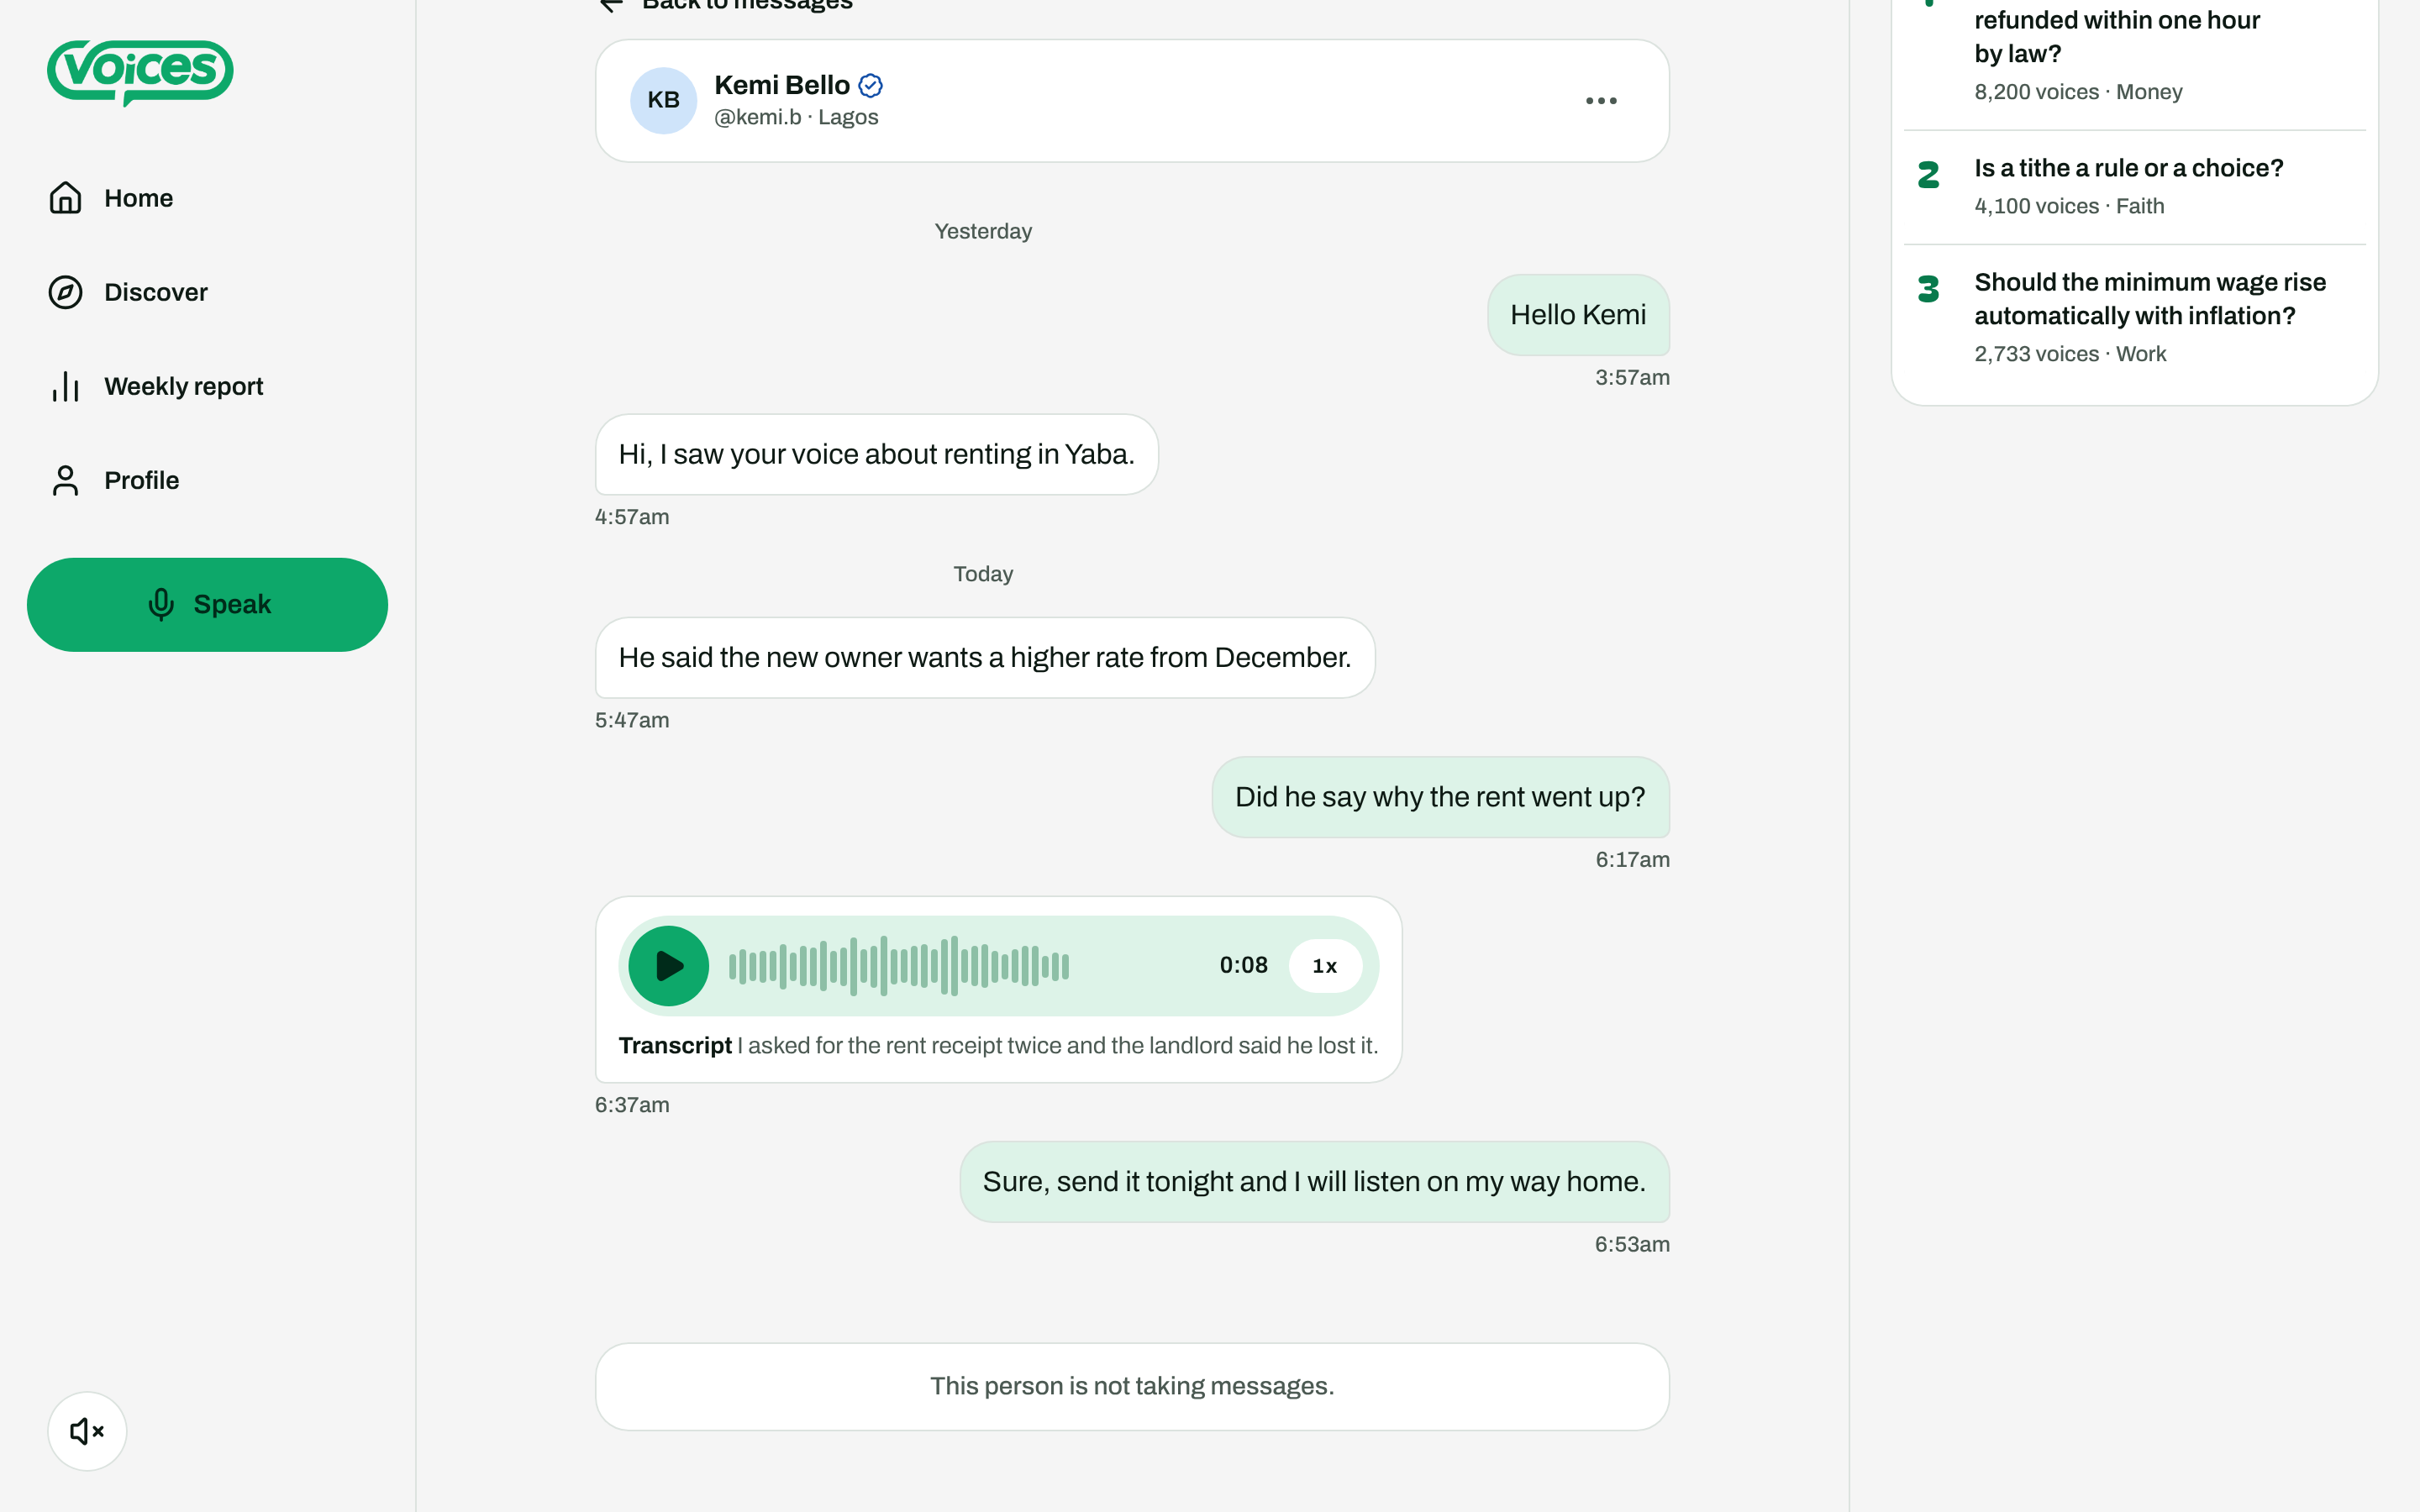 voices
Home
Discover
Weekly report
Profile
Speak
Back to messages
KB
Kemi Bello
@kemi.b · Lagos
Yesterday
Hello Kemi
3:57am
Hi, I saw your voice about renting in Yaba.
4:57am
Today
He said the new owner wants a higher rate from December.
5:47am
Did he say why the rent went up?
6:17am
0:08
1x
Transcript I asked for the rent receipt twice and the landlord said he lost it.
6:37am
Sure, send it tonight and I will listen on my way home.
6:53am
This person is not taking messages.
refunded within one hour
by law?
8,200 voices · Money
2
Is a tithe a rule or a choice?
4,100 voices · Faith
3
Should the minimum wage rise
automatically with inflation?
2,733 voices · Work